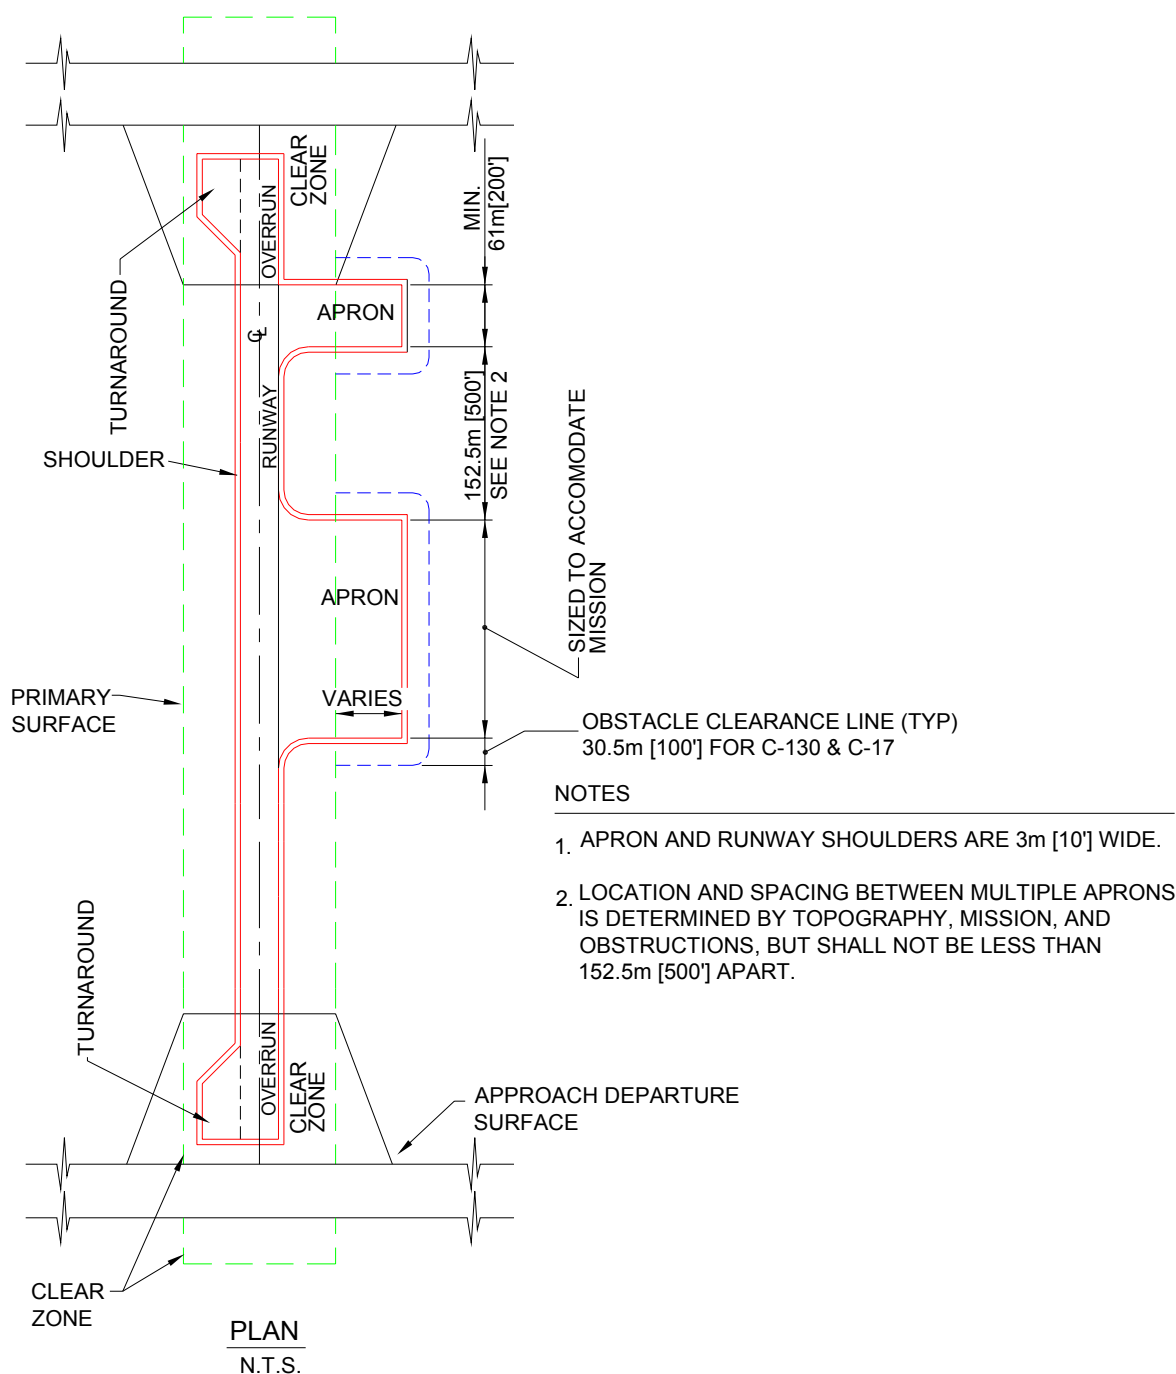 CLEAR
ZONE
OVERRUN
MIN.
61m[200']
TURNAROUND
APRON
℄
RUNWAY
152.5m [500']
SEE NOTE 2
SHOULDER
SIZED TO ACCOMODATE
MISSION
APRON
PRIMARY
SURFACE
VARIES
OBSTACLE CLEARANCE LINE (TYP)
30.5m [100'] FOR C-130 & C-17
NOTES
1. APRON AND RUNWAY SHOULDERS ARE 3m [10'] WIDE.
2. LOCATION AND SPACING BETWEEN MULTIPLE APRONS
IS DETERMINED BY TOPOGRAPHY, MISSION, AND
OBSTRUCTIONS, BUT SHALL NOT BE LESS THAN
152.5m [500'] APART.
TURNAROUND
OVERRUN
CLEAR
ZONE
APPROACH DEPARTURE
SURFACE
CLEAR
ZONE
PLAN
N.T.S.